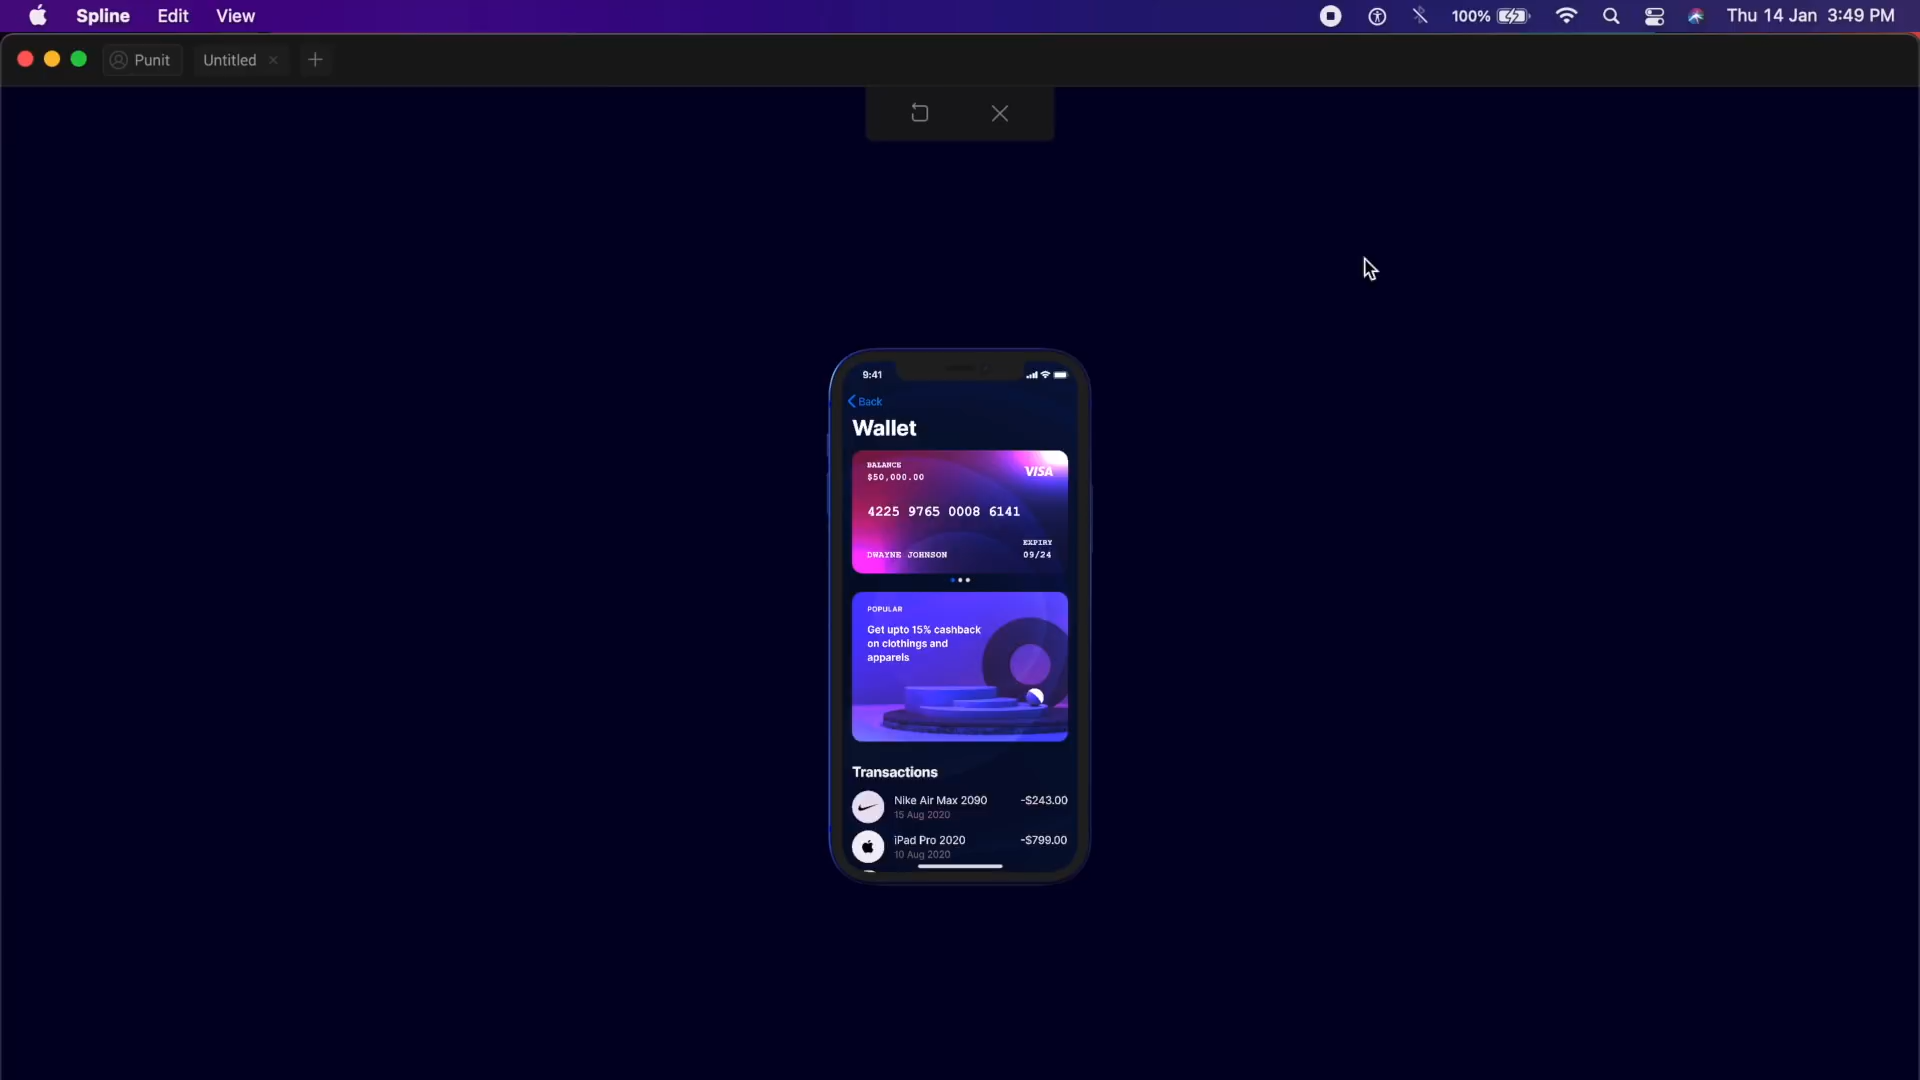 Spline Edit View 100% Thu 14 Jan 3:49 PM
Punit Untitled
9:41
Back
Wallet
BALANCE
$50,000.00
VISA
4225 9765 0008 6141
DWAYNE JOHNSON
EXPIRY
09/24
POPULAR
Get upto 15% cashback
on clothings and
apparels
Transactions
Nike Air Max 2090 -$243.00
15 Aug 2020
iPad Pro 2020 -$799.00
10 Aug 2020